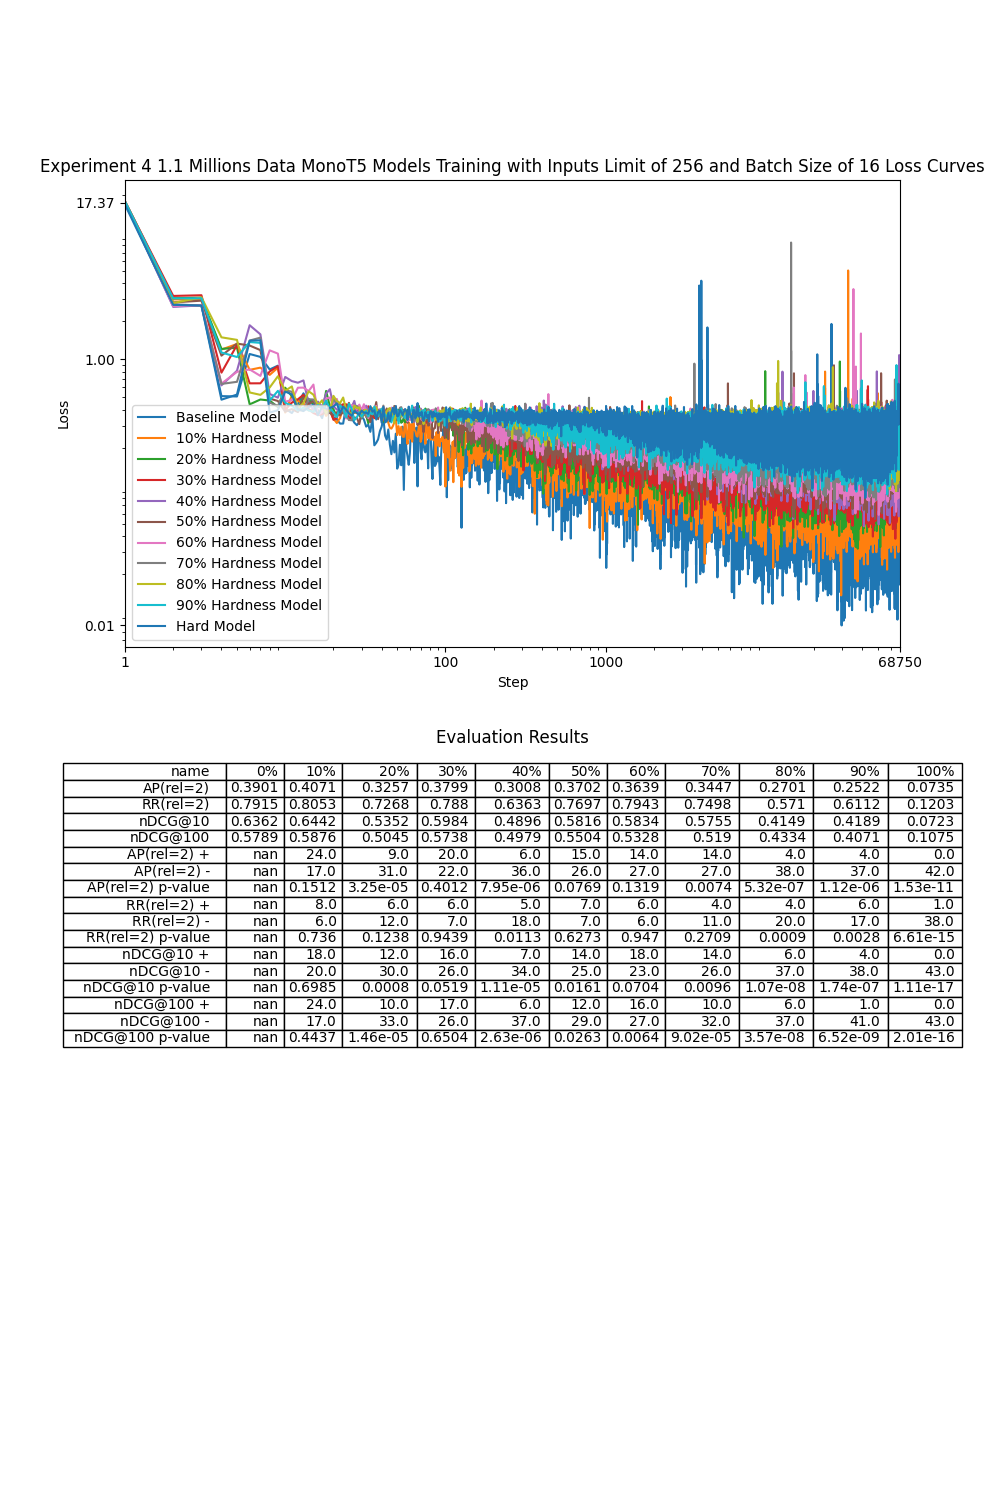 Experiment 4 1.1 Millions Data MonoT5 Models Training with Inputs Limit of 256 and Batch Size of 16 Loss Curves
17.37
1.00
0.01
Loss
Baseline Model
10% Hardness Model
20% Hardness Model
30% Hardness Model
40% Hardness Model
50% Hardness Model
60% Hardness Model
70% Hardness Model
80% Hardness Model
90% Hardness Model
Hard Model
1 100 1000 68750
Step
Evaluation Results
name 0% 10% 20% 30% 40% 50% 60% 70% 80% 90% 100%
AP(rel=2) 0.3901 0.4071 0.3257 0.3799 0.3008 0.3702 0.3639 0.3447 0.2701 0.2522 0.0735
RR(rel=2) 0.7915 0.8053 0.7268 0.788 0.6363 0.7697 0.7943 0.7498 0.571 0.6112 0.1203
nDCG@10 0.6362 0.6442 0.5352 0.5984 0.4896 0.5816 0.5834 0.5755 0.4149 0.4189 0.0723
nDCG@100 0.5789 0.5876 0.5045 0.5738 0.4979 0.5504 0.5328 0.519 0.4334 0.4071 0.1075
AP(rel=2) + nan 24.0 9.0 20.0 6.0 15.0 14.0 14.0 4.0 4.0 0.0
AP(rel=2) - nan 17.0 31.0 22.0 36.0 26.0 27.0 27.0 38.0 37.0 42.0
AP(rel=2) p-value nan 0.1512 3.25e-05 0.4012 7.95e-06 0.0769 0.1319 0.0074 5.32e-07 1.12e-06 1.53e-11
RR(rel=2) + nan 8.0 6.0 6.0 5.0 7.0 6.0 4.0 4.0 6.0 1.0
RR(rel=2) - nan 6.0 12.0 7.0 18.0 7.0 6.0 11.0 20.0 17.0 38.0
RR(rel=2) p-value nan 0.736 0.1238 0.9439 0.0113 0.6273 0.947 0.2709 0.0009 0.0028 6.61e-15
nDCG@10 + nan 18.0 12.0 16.0 7.0 14.0 18.0 14.0 6.0 4.0 0.0
nDCG@10 - nan 20.0 30.0 26.0 34.0 25.0 23.0 26.0 37.0 38.0 43.0
nDCG@10 p-value nan 0.6985 0.0008 0.0519 1.11e-05 0.0161 0.0704 0.0096 1.07e-08 1.74e-07 1.11e-17
nDCG@100 + nan 24.0 10.0 17.0 6.0 12.0 16.0 10.0 6.0 1.0 0.0
nDCG@100 - nan 17.0 33.0 26.0 37.0 29.0 27.0 32.0 37.0 41.0 43.0
nDCG@100 p-value nan 0.4437 1.46e-05 0.6504 2.63e-06 0.0263 0.0064 9.02e-05 3.57e-08 6.52e-09 2.01e-16